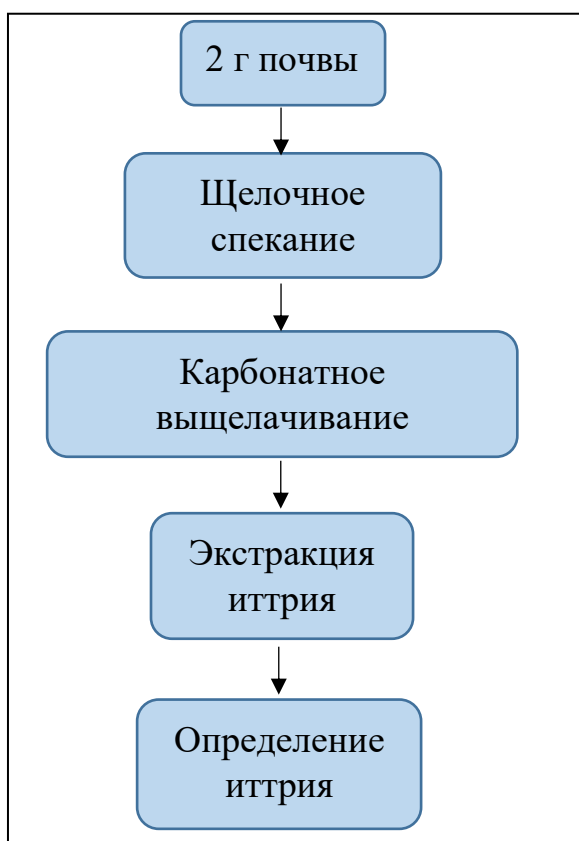 2 г почвы
Щелочное
спекание
Карбонатное
выщелачивание
Экстракция
иттрия
Определение
иттрия